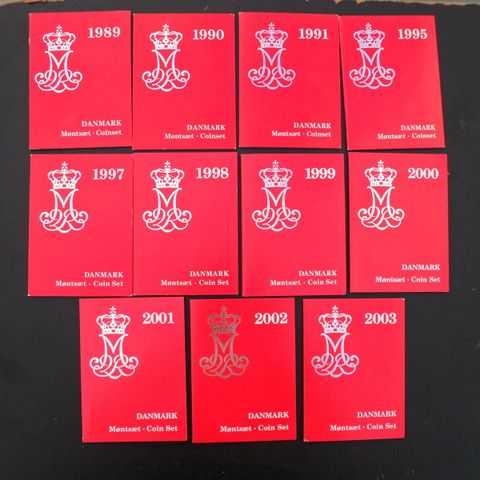 1989
DANMARK
Møntsæt · Coinset
1990
DANMARK
Møntsæt · Coinset
1991
DANMARK
Møntsæt · Coinset
1995
DANMARK
Møntsæt · Coinset
1997
DANMARK
Møntsæt · Coin Set
1998
DANMARK
Møntsæt · Coin Set
1999
DANMARK
Møntsæt · Coin Set
2000
DANMARK
Møntsæt · Coin Set
2001
DANMARK
Møntsæt · Coin Set
2002
DANMARK
Møntsæt · Coin Set
2003
DANMARK
Møntsæt · Coin Set